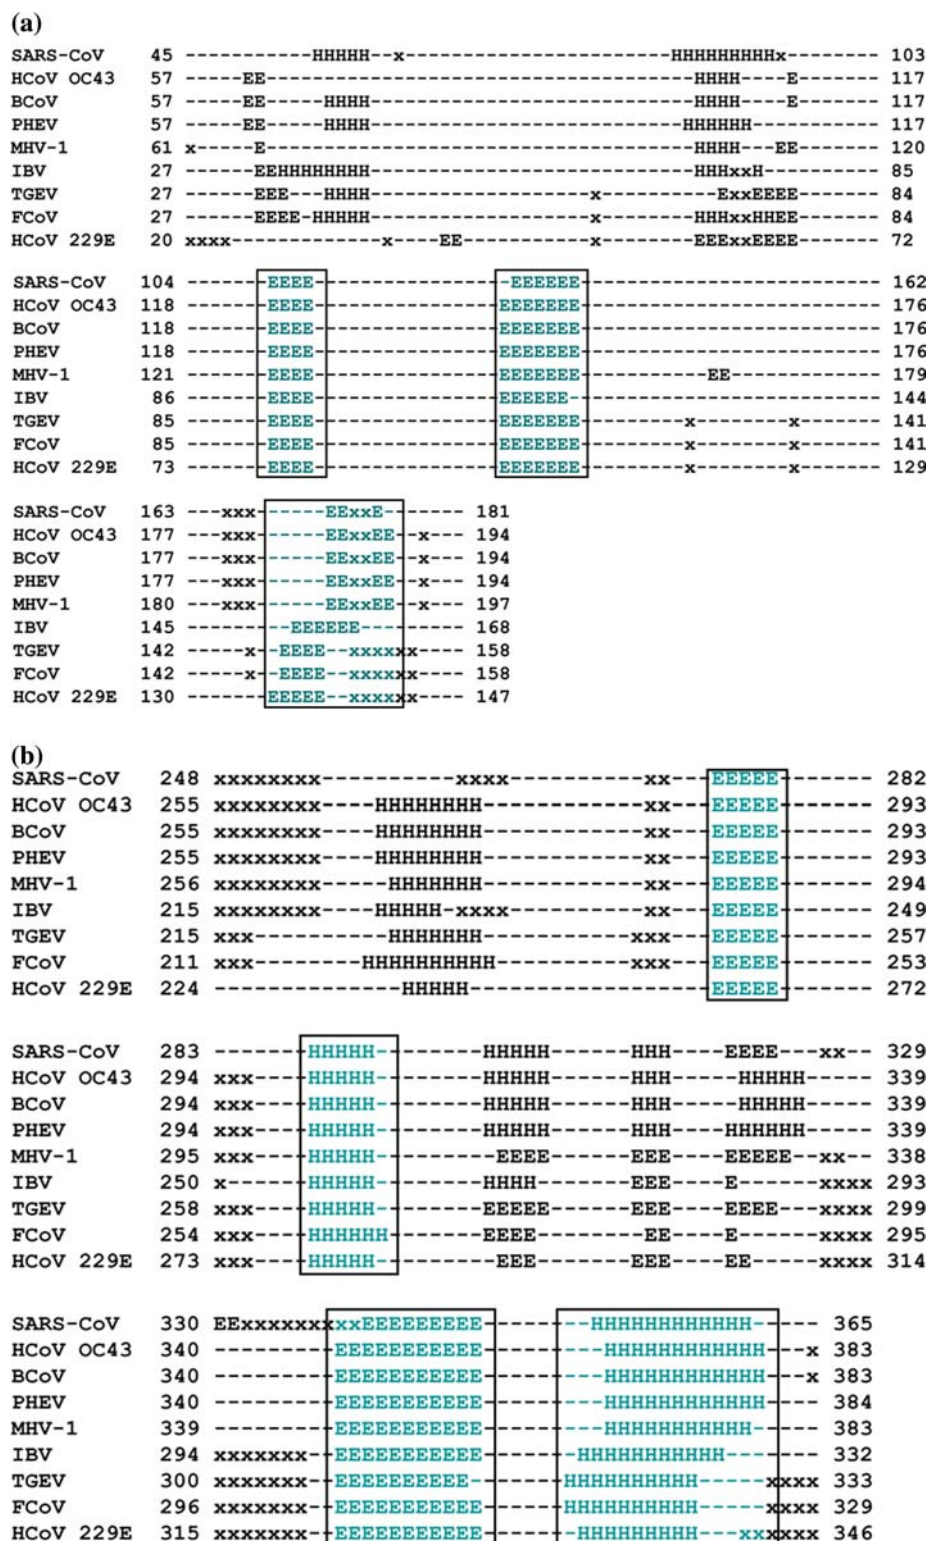 (a)
SARS-CoV 45 -----------HHHHH--x-----------------------HHHHHHHHHx-------- 103
HCoV OC43 57 -----EE-------------------------------------HHHH----E------- 117
BCoV 57 -----EE-----HHHH----------------------------HHHH----E------- 117
PHEV 57 -----EE-----HHHH---------------------------HHHHHH----------- 117
MHV-1 61 x-----E-------------------------------------HHHH---EE------- 120
IBV 27 ------EEHHHHHHHH----------------------------HHHxxH---------- 85
TGEV 27 ------EEE---HHHH-------------------x----------ExxEEEE------- 84
FCoV 27 ------EEEE-HHHHH-------------------x--------HHHxxHHEE------- 84
HCoV 229E 20 xxxx-------------x----EE-----------x--------EEExxEEEE------- 72
SARS-CoV 104 -------EEEE-----------------EEEEEE-------------------------- 162
HCoV OC43 118 -------EEEE----------------EEEEEEE-------------------------- 176
BCoV 118 -------EEEE----------------EEEEEEE-------------------------- 176
PHEV 118 -------EEEE----------------EEEEEEE-------------------------- 176
MHV-1 121 -------EEEE----------------EEEEEEE-----------EE------------- 179
IBV 86 -------EEEE----------------EEEEEE--------------------------- 144
TGEV 85 -------EEEE----------------EEEEEEE---------x--------x------- 141
FCoV 85 -------EEEE----------------EEEEEEE---------x--------x------- 141
HCoV 229E 73 -------EEEE----------------EEEEEEE---------x--------x------- 129
SARS-CoV 163 ---xxx------EExxE------- 181
HCoV OC43 177 ---xxx------EExxEE--x--- 194
BCoV 177 ---xxx------EExxEE--x--- 194
PHEV 177 ---xxx------EExxEE--x--- 194
MHV-1 180 ---xxx------EExxEE--x--- 197
IBV 145 ---------EEEEEE--------- 168
TGEV 142 -----x--EEEE--xxxxxx---- 158
FCoV 142 -----x--EEEE--xxxxxx---- 158
HCoV 229E 130 -------EEEEE--xxxxxx---- 147
(b)
SARS-CoV 248 xxxxxxxx----------xxxx----------xx---EEEEE------- 282
HCoV OC43 255 xxxxxxxx----HHHHHHHH------------xx---EEEEE------- 293
BCoV 255 xxxxxxxx----HHHHHHHH------------xx---EEEEE------- 293
PHEV 255 xxxxxxxx----HHHHHHHH------------xx---EEEEE------- 293
MHV-1 256 xxxxxxxx-----HHHHHHH------------xx---EEEEE------- 294
IBV 215 xxxxxxxx----HHHHH-xxxx----------xx---EEEEE------- 249
TGEV 215 xxx----------HHHHHHH-----------xxx---EEEEE------- 257
FCoV 211 xxx--------HHHHHHHHHH----------xxx---EEEEE------- 253
HCoV 229E 224 --------------HHHHH------------------EEEEE------- 272
SARS-CoV 283 -------HHHHH--------HHHHH------HHH----EEEE---xx-- 329
HCoV OC43 294 xxx----HHHHH--------HHHHH------HHH-----HHHHH----- 339
BCoV 294 xxx----HHHHH--------HHHHH------HHH-----HHHHH----- 339
PHEV 294 xxx----HHHHH--------HHHHH------HHH----HHHHHH----- 339
MHV-1 295 xxx----HHHHH---------EEEE------EEE----EEEEE--xx-- 338
IBV 250 x------HHHHH--------HHHH-------EEE----E------xxxx 293
TGEV 258 xxx----HHHHH--------EEEEE------EEE----EEEE---xxxx 299
FCoV 254 xxx----HHHHHH-------EEEE--------EE----E------xxxx 295
HCoV 229E 273 xxx----HHHHH---------EEE-------EEE----EE-----xxxx 314
SARS-CoV 330 EExxxxxxxxxEEEEEEEEE--------HHHHHHHHHHHH----- 365
HCoV OC43 340 ---------EEEEEEEEEEE---------HHHHHHHHHHHH---x 383
BCoV 340 ---------EEEEEEEEEEE---------HHHHHHHHHHHH---x 383
PHEV 340 ---------EEEEEEEEEEE---------HHHHHHHHHHHH---- 384
MHV-1 339 ---------EEEEEEEEEEE---------HHHHHHHHHHH----- 383
IBV 294 xxxxxxx--EEEEEEEEEEE-------HHHHHHHHHHH------- 332
TGEV 300 xxxxxxx--EEEEEEEEEE-------HHHHHHHHHH-----xxxx 333
FCoV 296 xxxxxxx--EEEEEEEEEEE------HHHHHHHHHH-----xxxx 329
HCoV 229E 315 xxxxxxx--EEEEEEEEEEE-------HHHHHHHHH---xxxxxx 346